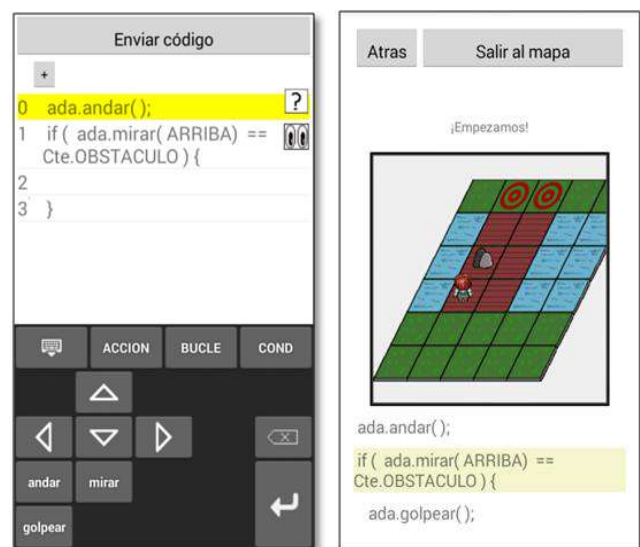 Enviar código
+
0 ada.andar( );
?
1 if ( ada.mirar( ARRIBA) ==
Cte.OBSTACULO ) {
2
3 }
ACCION BUCLE COND
andar mirar
golpear
Atras Salir al mapa
¡Empezamos!
ada.andar( );
if ( ada.mirar( ARRIBA) ==
Cte.OBSTACULO ) {
ada.golpear( );